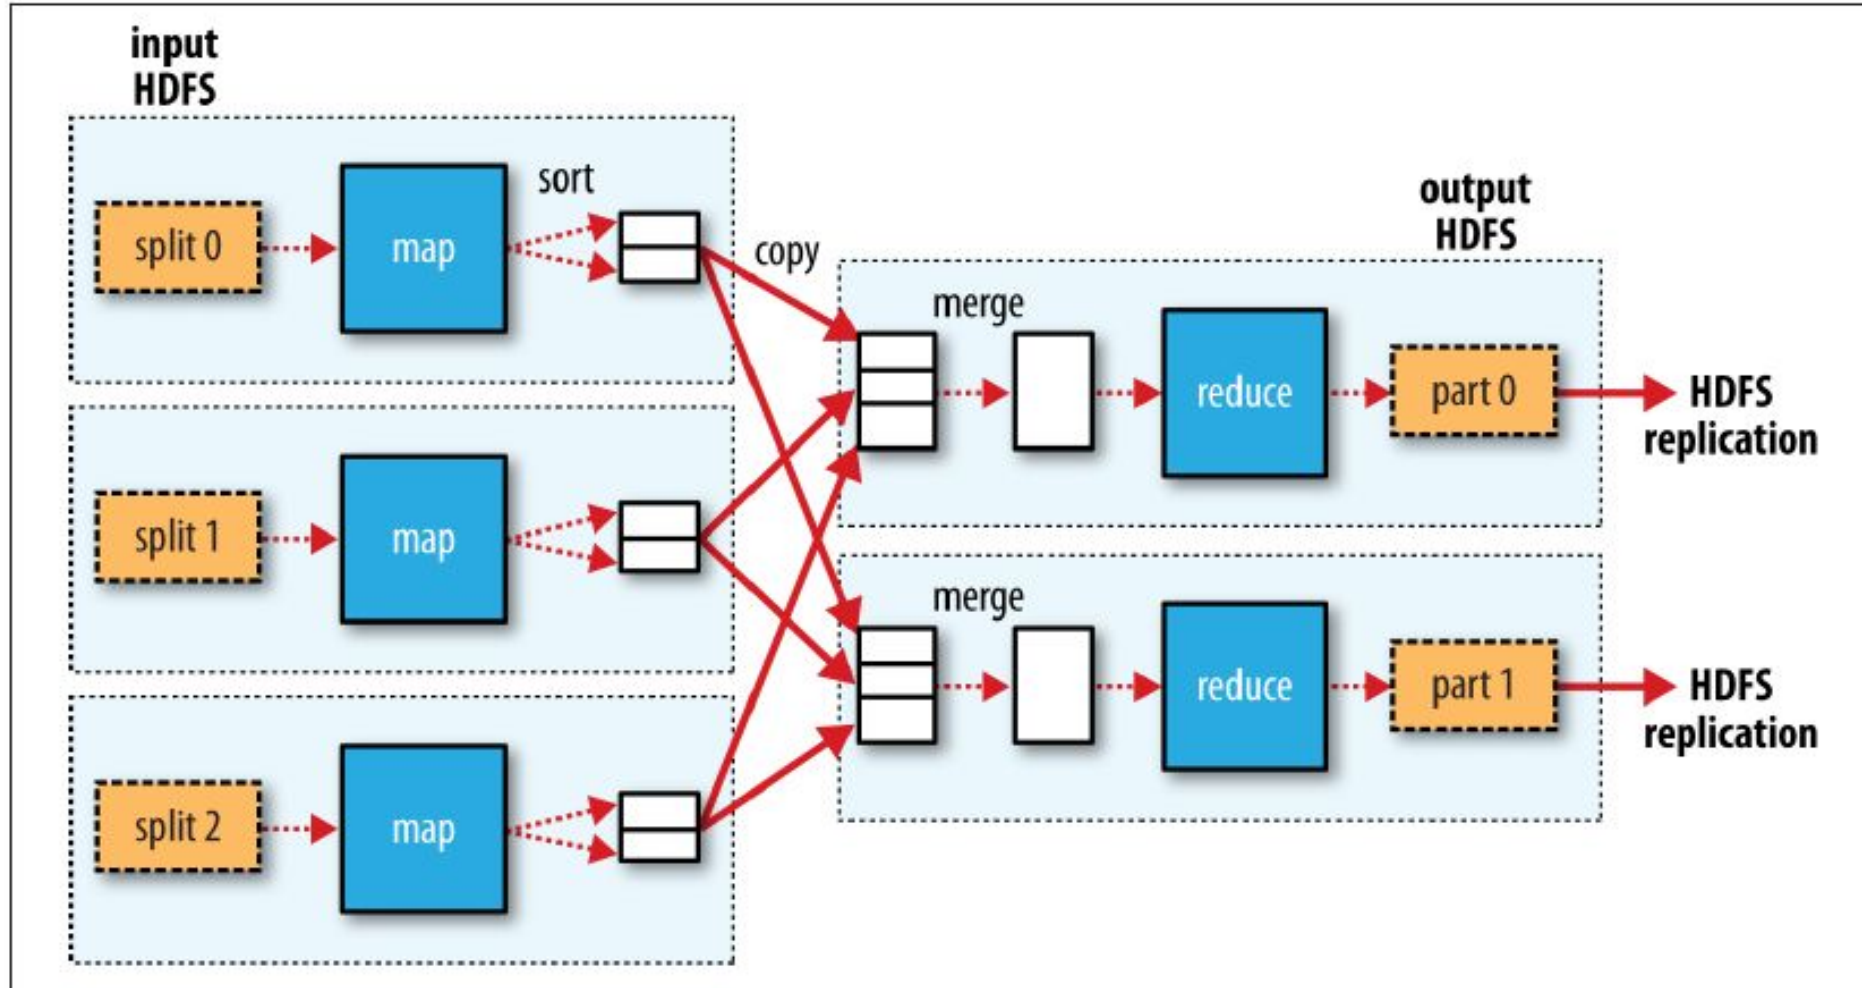 input
HDFS
split 0
map
sort
copy
split 1
map
split 2
map
output
HDFS
merge
reduce
part 0
HDFS
replication
merge
reduce
part 1
HDFS
replication